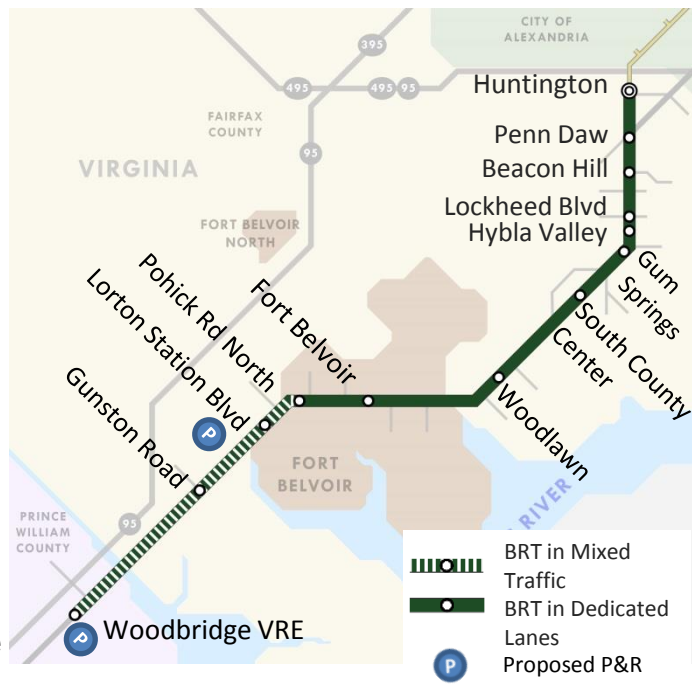 CITY OF
ALEXANDRIA
395
495
495
95
Huntington
FAIRFAX
COUNTY
Penn Daw
95
VIRGINIA
Beacon Hill
Lockheed Blvd
FORT BELVOIR
NORTH
Hybla Valley
Gum
Springs
Pohick Rd North
Fort Belvoir
Lorton Station Blvd
South County
Center
Gunston Road
P
Woodlawn
FORT
BELVOIR
RIVER
PRINCE
WILLIAM
COUNTY
95
BRT in Mixed
Traffic
BRT in Dedicated
Lanes
P
Woodbridge VRE
P
Proposed P&R